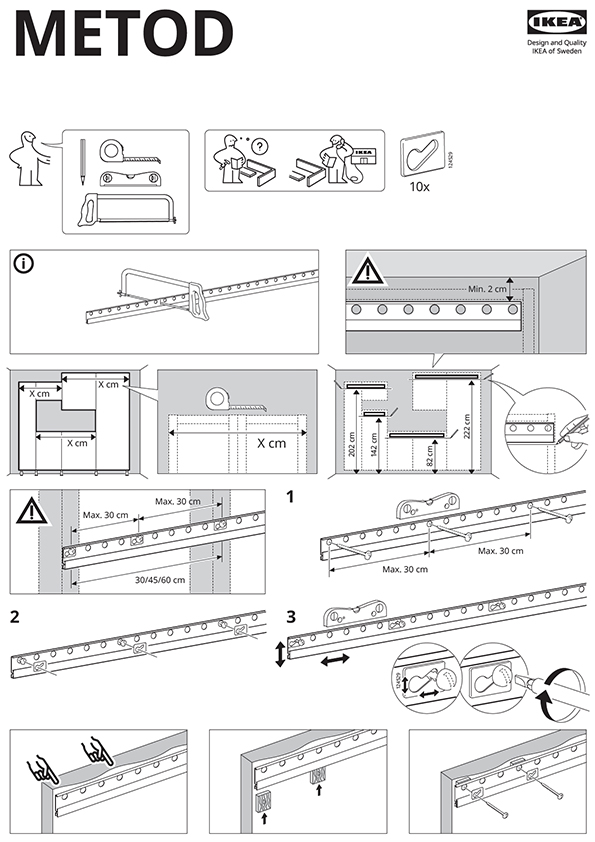 METOD
IKEA
Design and Quality
IKEA of Sweden
?
IKEA
124529
10x
i
!
Min. 2 cm
X cm
X cm
X cm
X cm
202 cm
142 cm
82 cm
222 cm
!
Max. 30 cm
Max. 30 cm
30/45/60 cm
1
Max. 30 cm
Max. 30 cm
2
3
124529